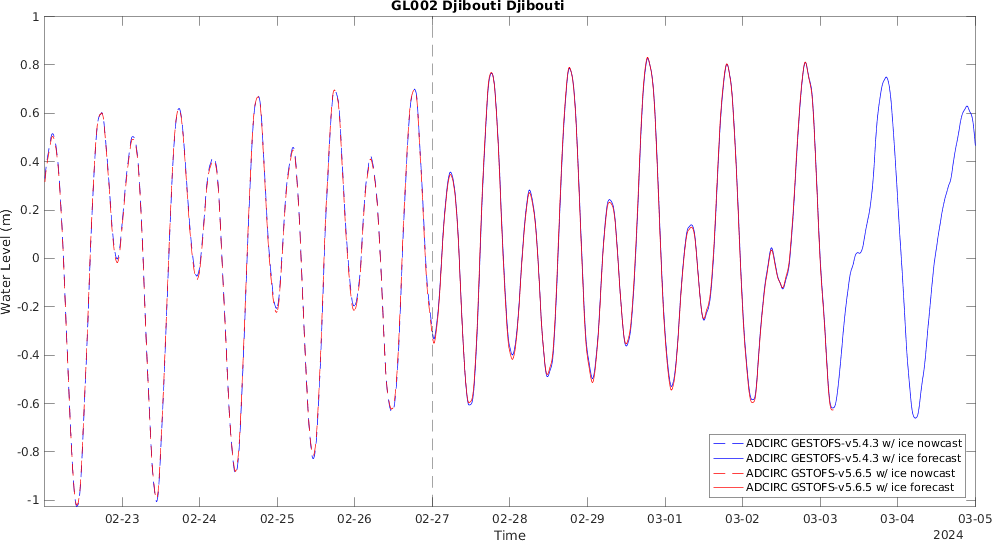 GL002 Djibouti Djibouti
Water Level (m)
1
0.8
0.6
0.4
0.2
0
-0.2
-0.4
-0.6
-0.8
-1
ADCIRC GESTOFS-v5.4.3 w/ ice nowcast
ADCIRC GESTOFS-v5.4.3 w/ ice forecast
ADCIRC GSTOFS-v5.6.5 w/ ice nowcast
ADCIRC GSTOFS-v5.6.5 w/ ice forecast
02-23 02-24 02-25 02-26 02-27 02-28 02-29 03-01 03-02 03-03 03-04 03-05
Time
2024